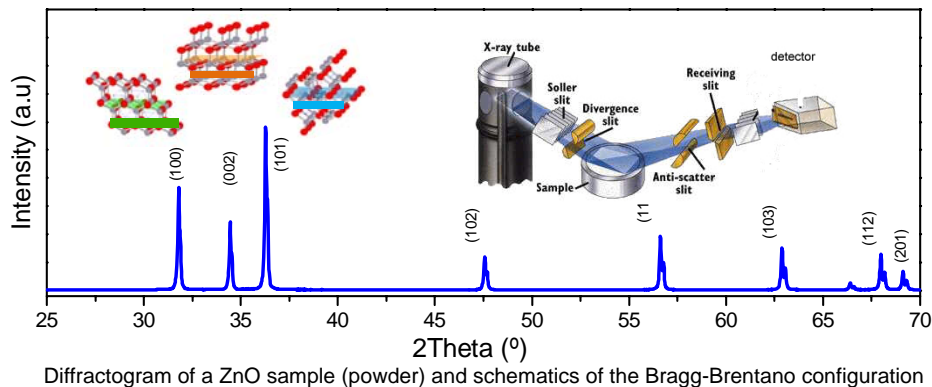 Intensity (a.u)
(100)
(002)
(101)
(102)
(11
(103)
(112)
(201)
X-ray tube
Soller
slit
Divergence
slit
Sample
Receiving
slit
Anti-scatter
slit
detector
25 30 35 40 45 50 55 60 65 70
2Theta (º)
Diffractogram of a ZnO sample (powder) and schematics of the Bragg-Brentano configuration